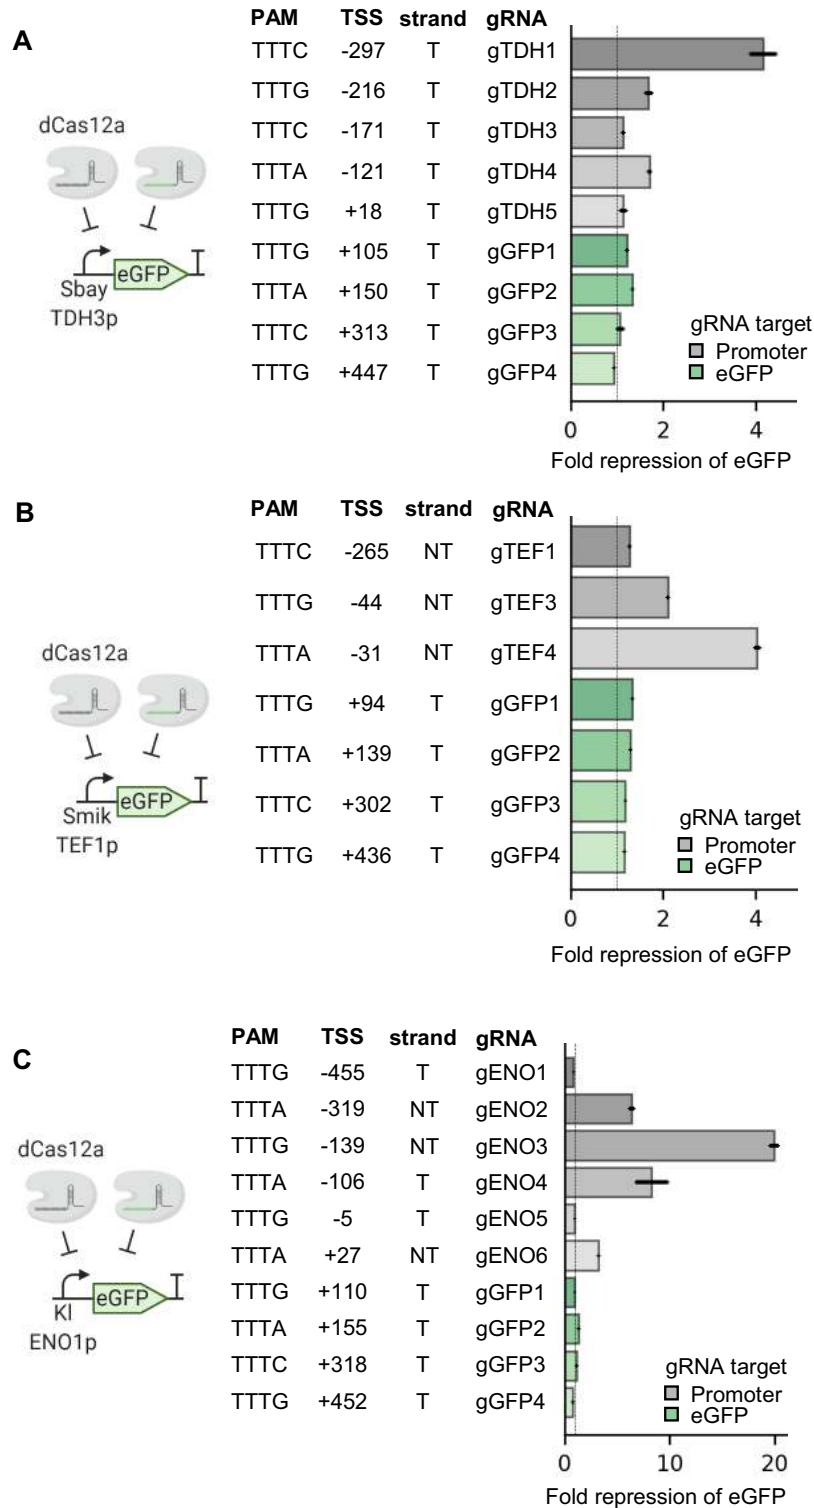 A
PAM TSS strand gRNA
TTTC -297 T gTDH1
TTTG -216 T gTDH2
TTTC -171 T gTDH3
TTTA -121 T gTDH4
TTTG +18 T gTDH5
TTTG +105 T gGFP1
TTTA +150 T gGFP2
TTTC +313 T gGFP3
TTTG +447 T gGFP4
dCas12a
eGFP
Sbay
TDH3p
gRNA target
Promoter
eGFP
0 2 4
Fold repression of eGFP
B
PAM TSS strand gRNA
TTTC -265 NT gTEF1
TTTG -44 NT gTEF3
TTTA -31 NT gTEF4
TTTG +94 T gGFP1
TTTA +139 T gGFP2
TTTC +302 T gGFP3
TTTG +436 T gGFP4
dCas12a
eGFP
Smik
TEF1p
gRNA target
Promoter
eGFP
0 2 4
Fold repression of eGFP
C
PAM TSS strand gRNA
TTTG -455 T gENO1
TTTA -319 NT gENO2
TTTG -139 NT gENO3
TTTA -106 T gENO4
TTTG -5 T gENO5
TTTA +27 NT gENO6
TTTG +110 T gGFP1
TTTA +155 T gGFP2
TTTC +318 T gGFP3
TTTG +452 T gGFP4
dCas12a
eGFP
Kl
ENO1p
gRNA target
Promoter
eGFP
0 10 20
Fold repression of eGFP